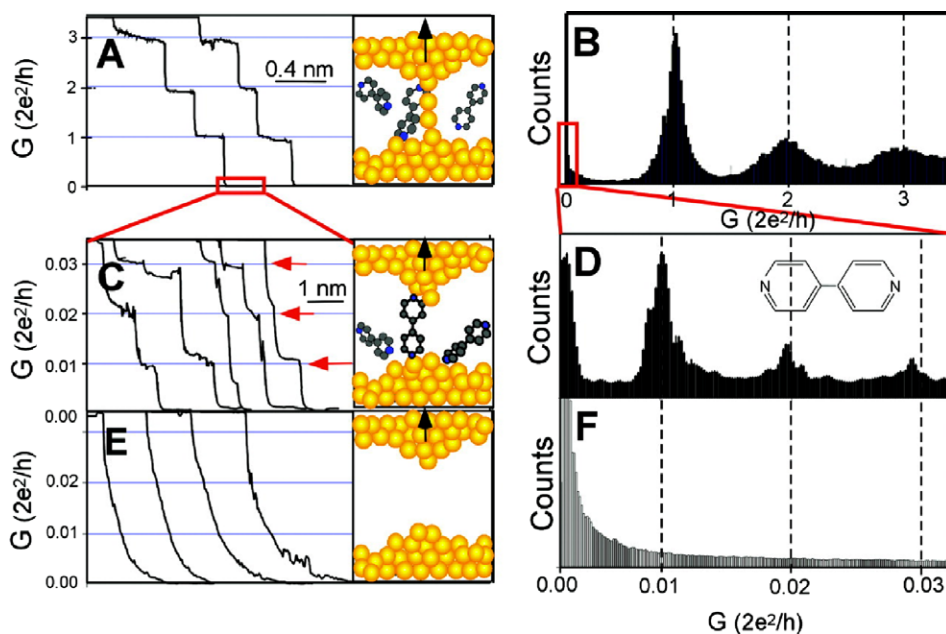 A
G (2e²/h)
3
2
1
0
0.4 nm
B
Counts
0 1 2 3
G (2e²/h)
C
G (2e²/h)
0.03
0.02
0.01
1 nm
D
Counts
N N
E
G (2e²/h)
0.00
0.02
0.01
0.00
F
Counts
0.00 0.01 0.02 0.03
G (2e²/h)